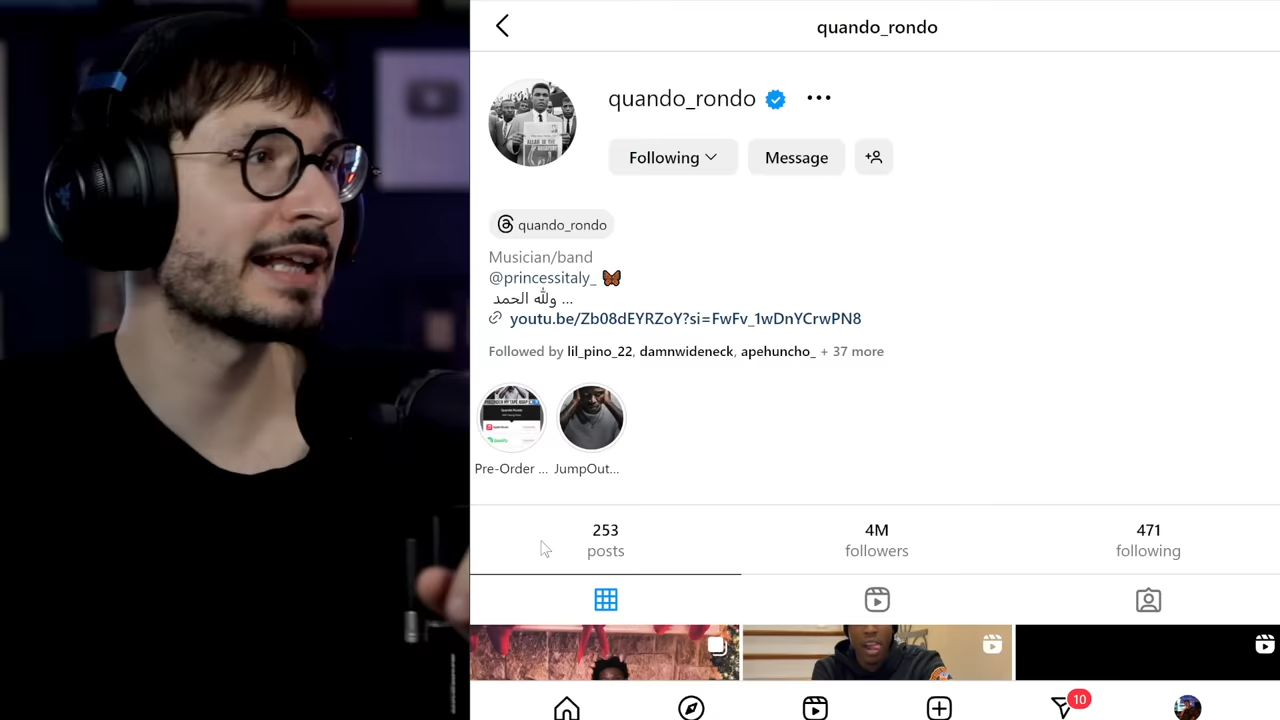 quando_rondo
quando_rondo
Following
Message
quando_rondo
Musician/band
@princessitaly_
ولله الحمد ...
youtu.be/Zb08dEYRZoY?si=FwFv_1wDnYCrwPN8
Followed by lil_pino_22, damnwideneck, apehuncho_ + 37 more
Pre-Order ...
JumpOut...
253
posts
4M
followers
471
following
10